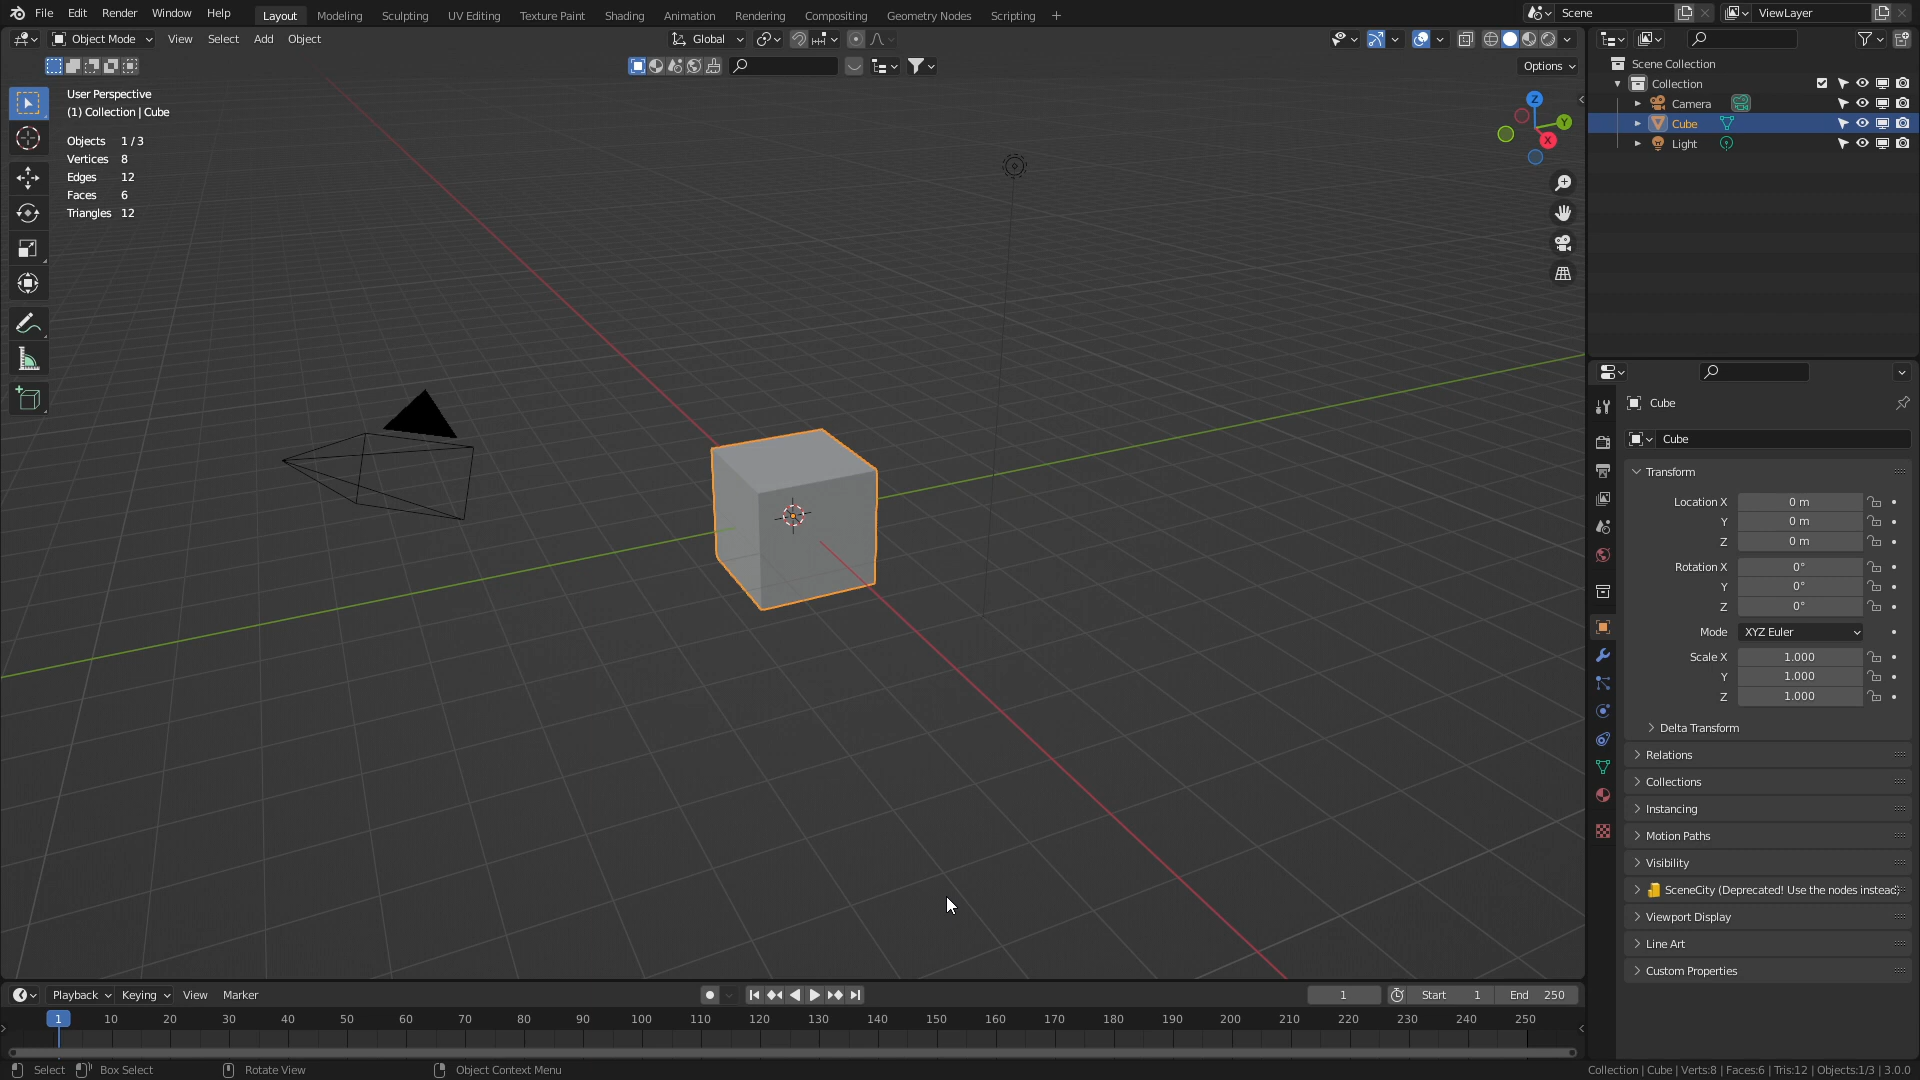 File Edit Render Window Help Layout Modeling Sculpting UV Editing Texture Paint Shading Animation Rendering Compositing Geometry Nodes Scripting + Scene ViewLayer
Object Mode View Select Add Object Global
Options
User Perspective
(1) Collection | Cube
Objects 1 / 3
Vertices 8
Edges 12
Faces 6
Triangles 12
Z
Y
X
Scene Collection
Collection
Camera
Cube
Light
Cube
Cube
Transform
Location X 0 m
Y 0 m
Z 0 m
Rotation X 0°
Y 0°
Z 0°
Mode XYZ Euler
Scale X 1.000
Y 1.000
Z 1.000
Delta Transform
Relations
Collections
Instancing
Motion Paths
Visibility
SceneCity (Deprecated! Use the nodes instead
Viewport Display
Line Art
Custom Properties
Playback Keying View Marker 1 Start 1 End 250
1 10 20 30 40 50 60 70 80 90 100 110 120 130 140 150 160 170 180 190 200 210 220 230 240 250
Select Box Select Rotate View Object Context Menu Collection | Cube | Verts:8 | Faces:6 | Tris:12 | Objects:1/3 | 3.0.0